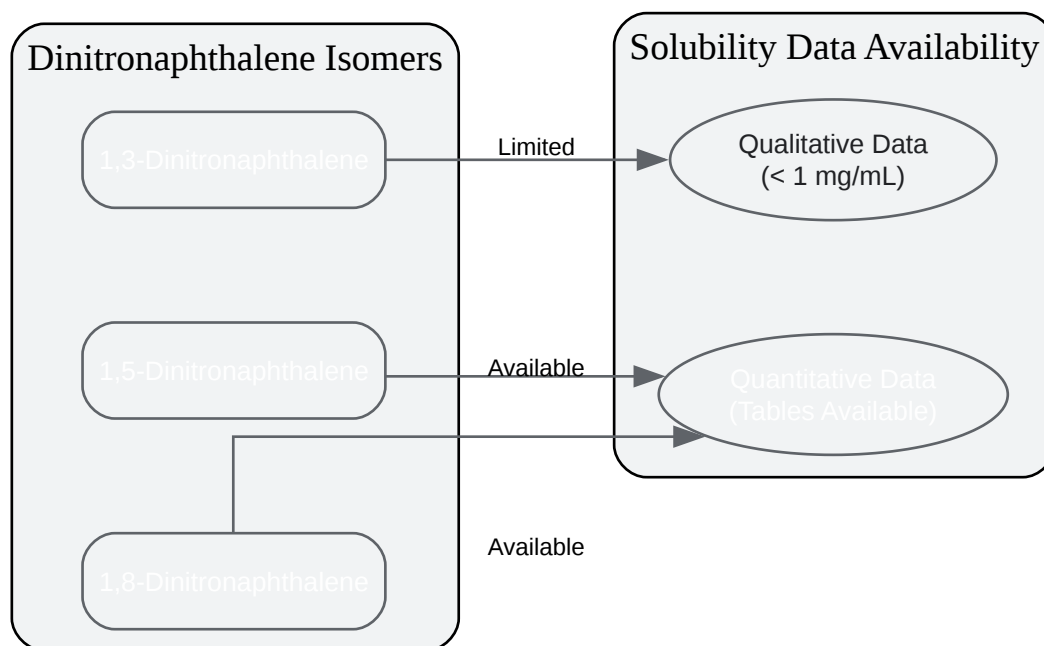 Dinitronaphthalene Isomers
Solubility Data Availability
1,3-Dinitronaphthalene
Limited
Qualitative Data
(< 1 mg/mL)
1,5-Dinitronaphthalene
Available
Quantitative Data
(Tables Available)
1,8-Dinitronaphthalene
Available